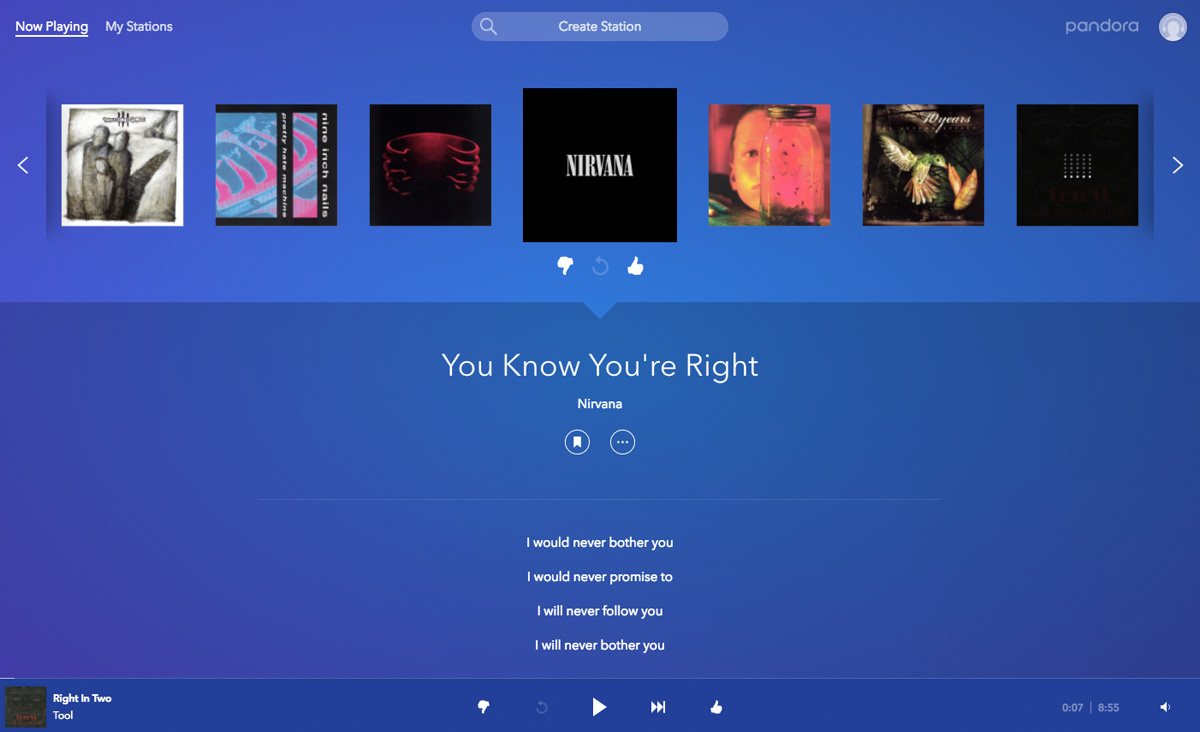 Now Playing
My Stations
Create Station
pandora
nine inch nails
pretty hate machine
NIRVANA
10years
You Know You're Right
Nirvana
I would never bother you
I would never promise to
I will never follow you
I will never bother you
Right In Two
Tool
0:07
8:55